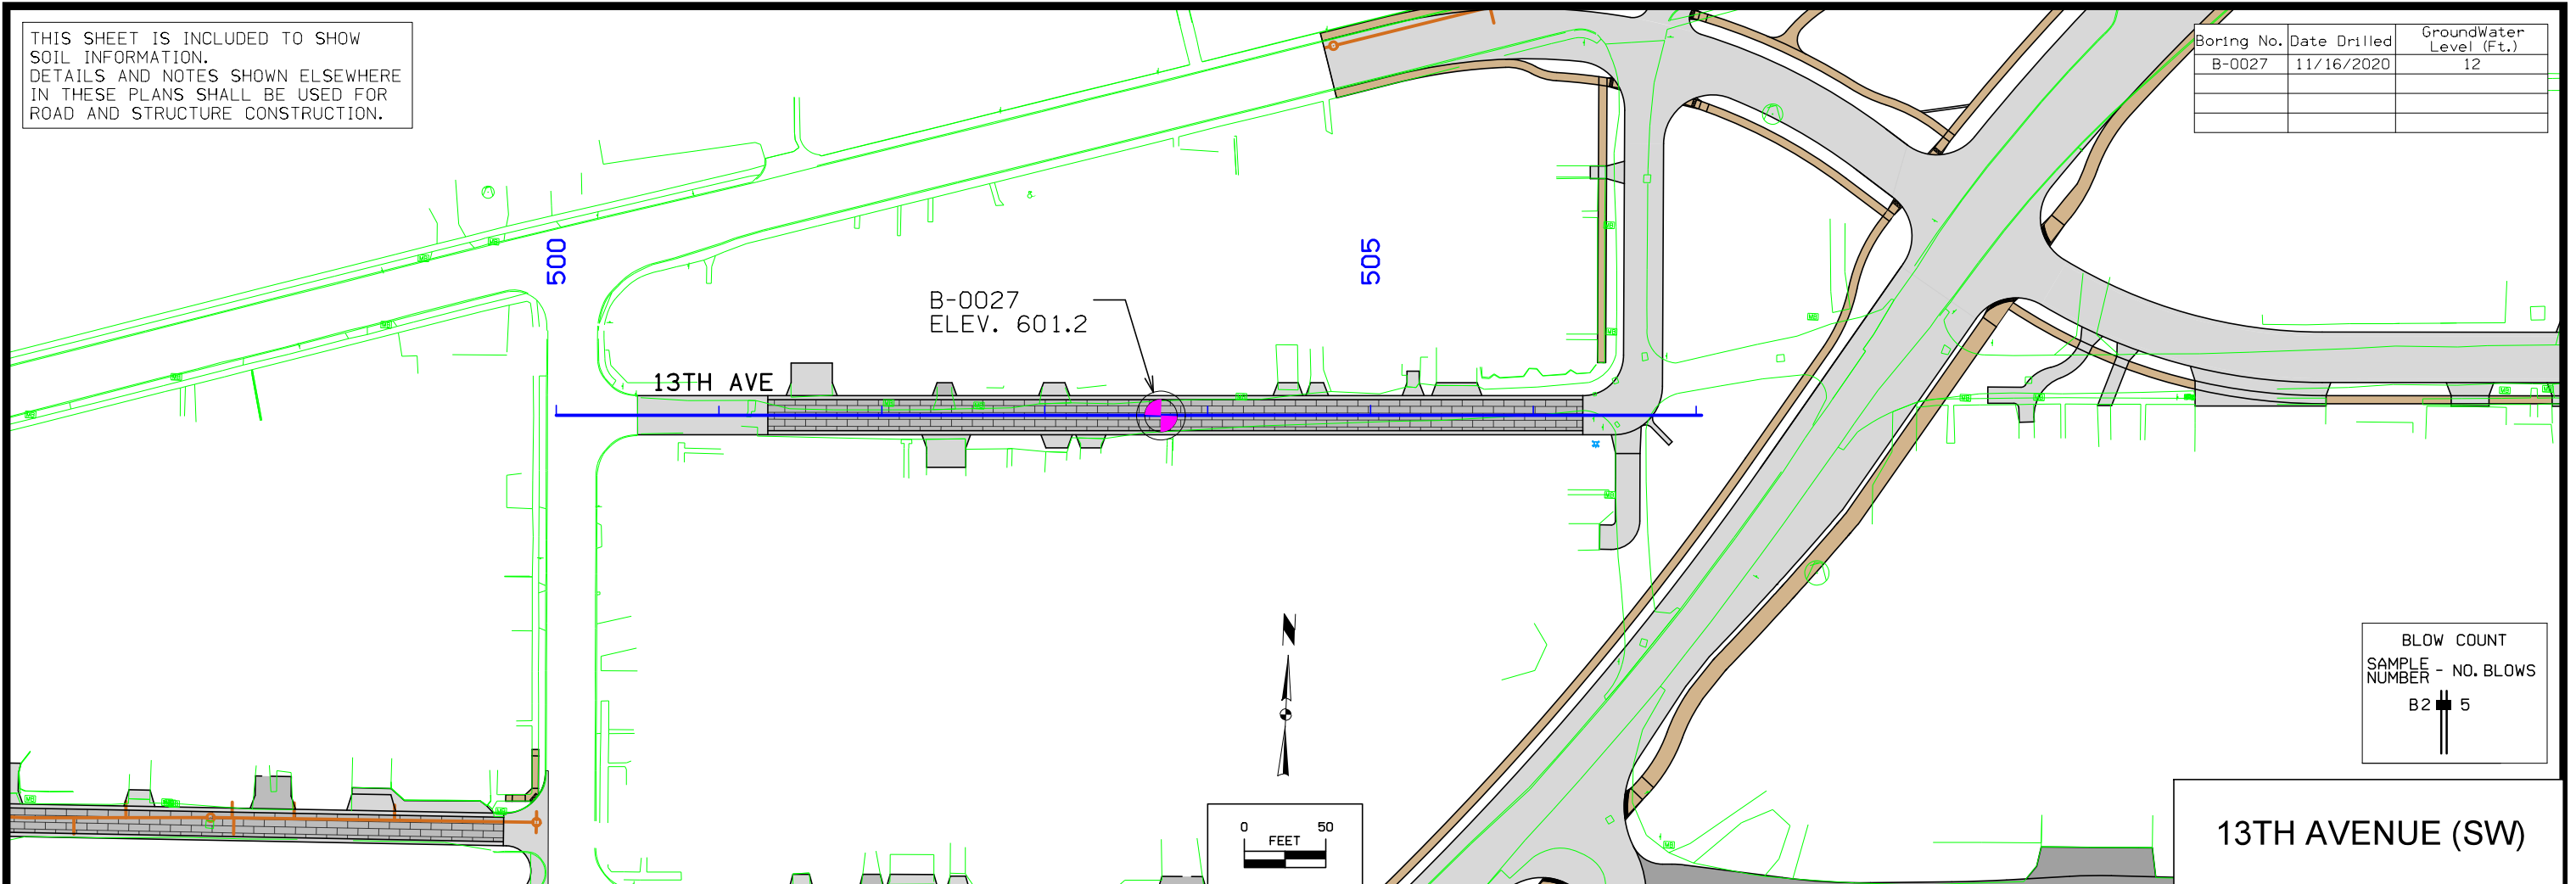 THIS SHEET IS INCLUDED TO SHOW
SOIL INFORMATION.
DETAILS AND NOTES SHOWN ELSEWHERE
IN THESE PLANS SHALL BE USED FOR
ROAD AND STRUCTURE CONSTRUCTION.
Boring No. Date Drilled GroundWater Level (Ft.)
B-0027 11/16/2020 12
500
505
B-0027
ELEV. 601.2
13TH AVE
N
BLOW COUNT
SAMPLE NUMBER - NO. BLOWS
B2 5
0 50
FEET
13TH AVENUE (SW)